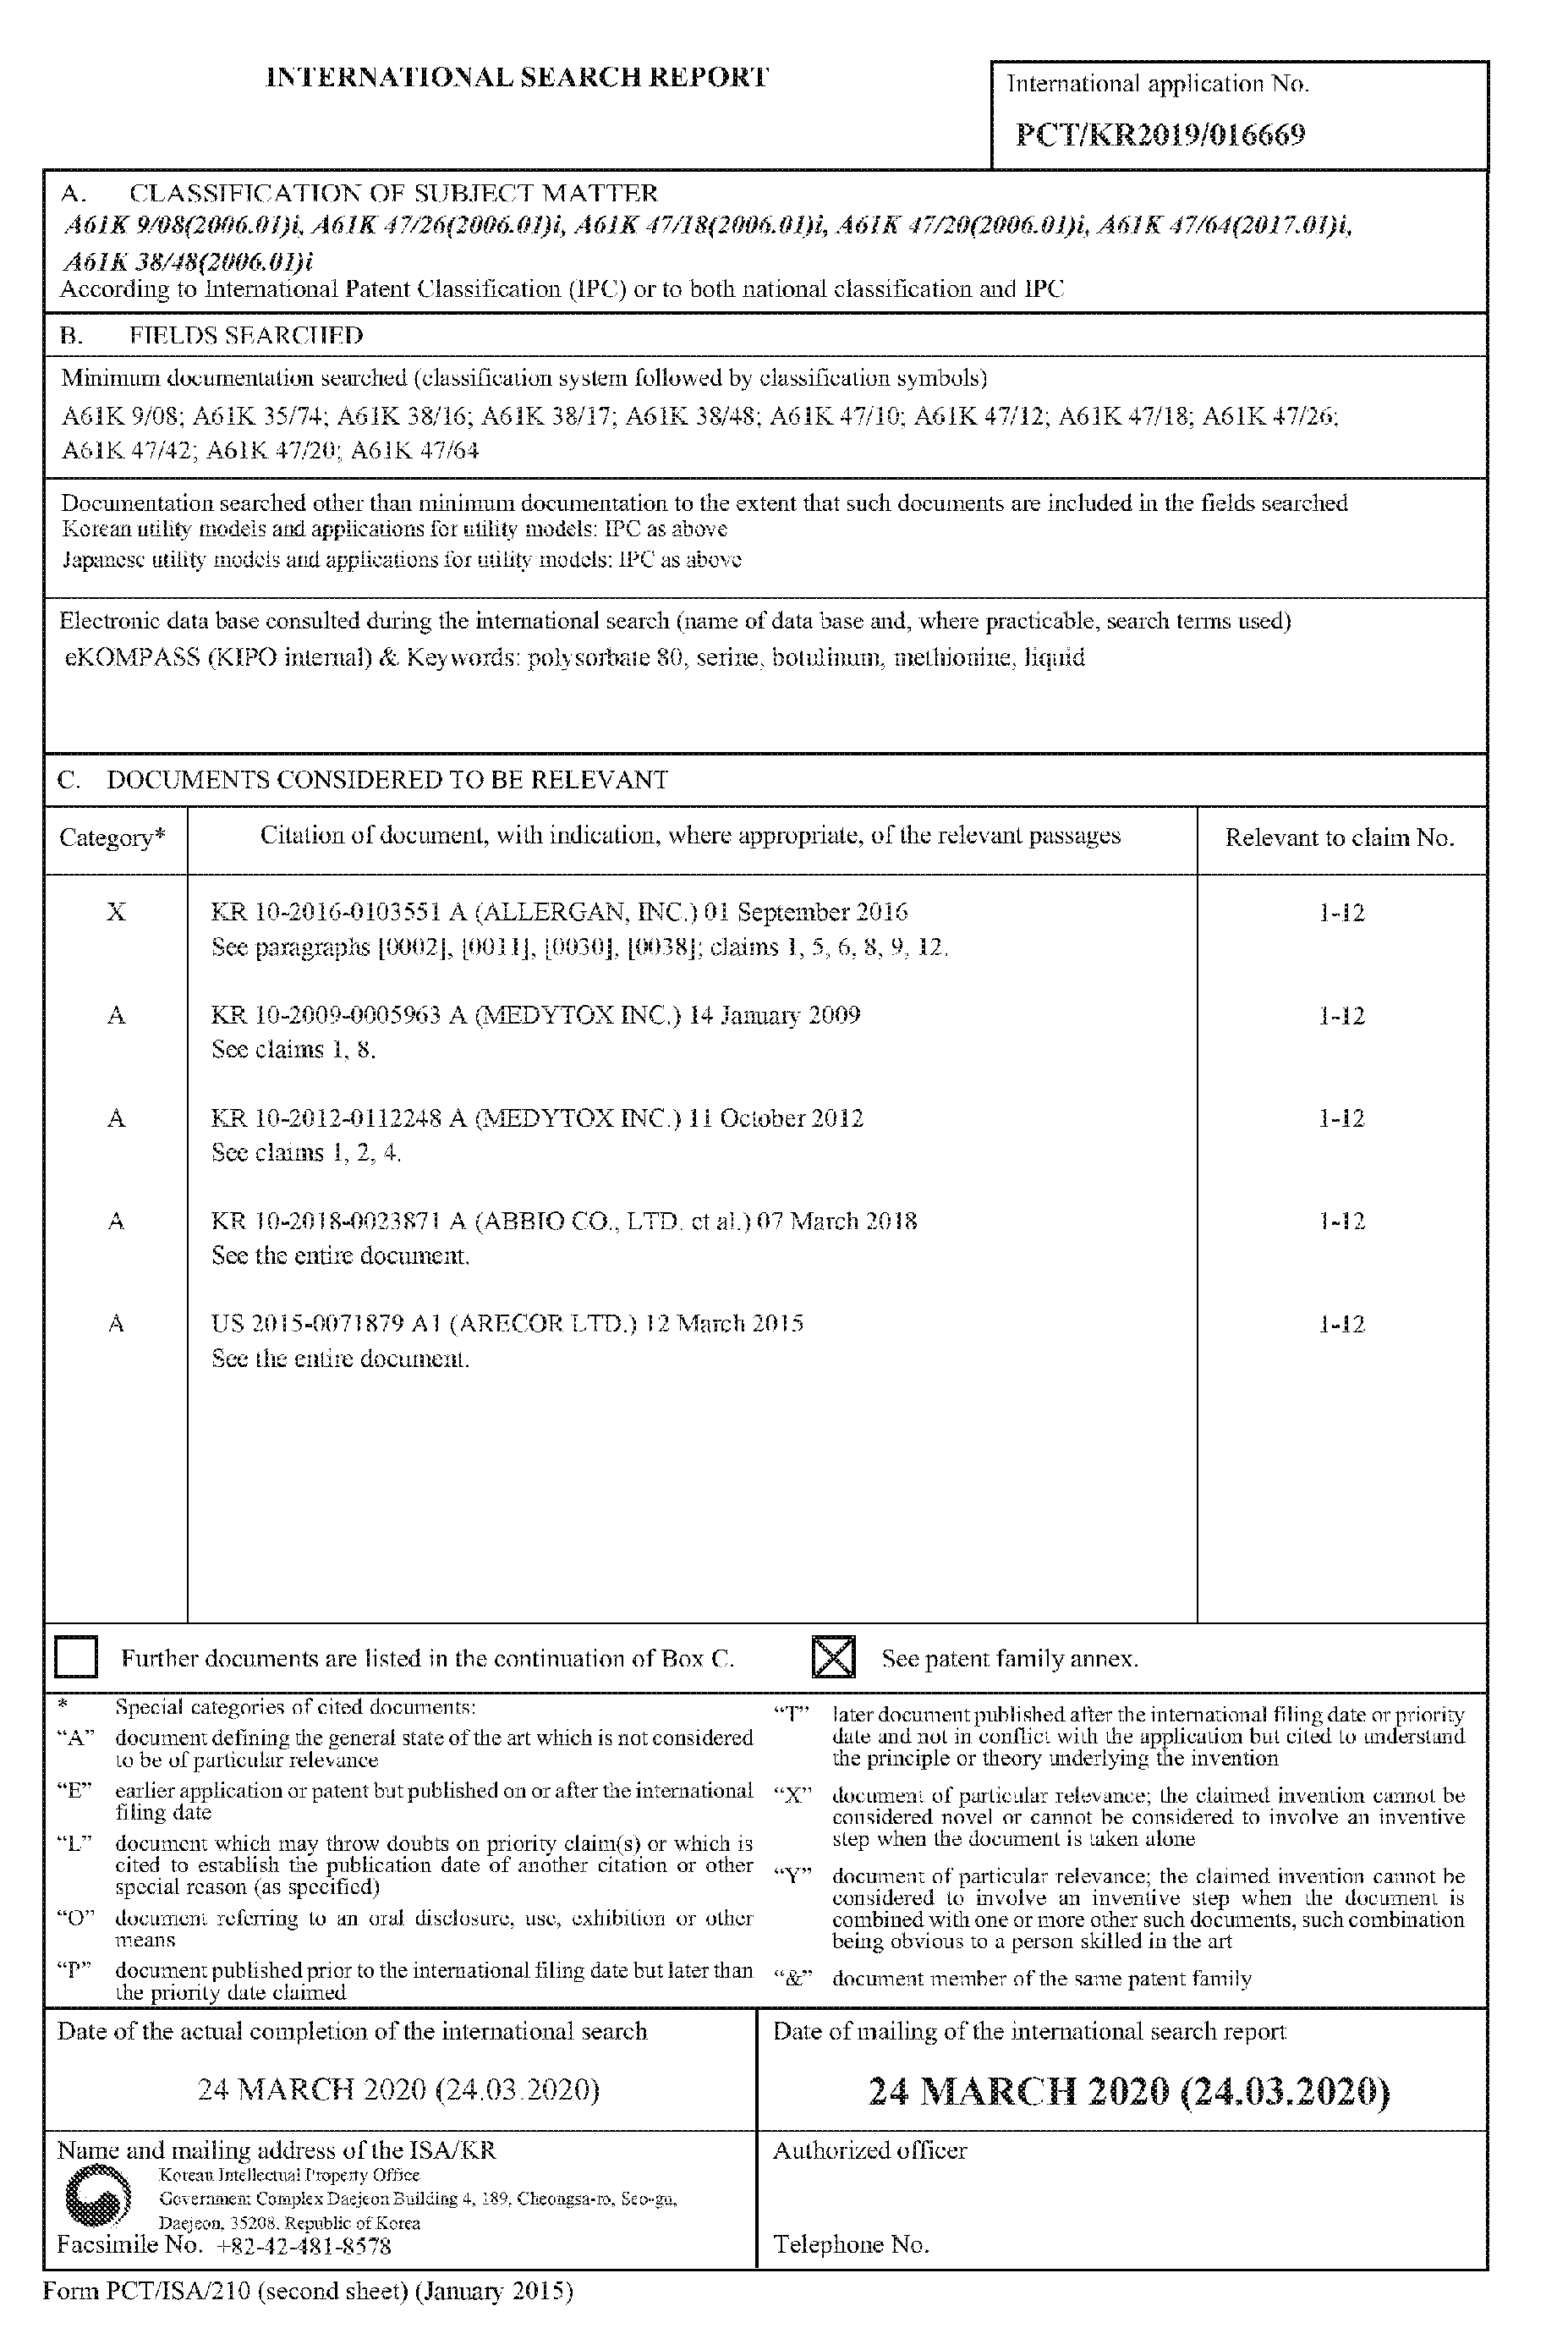 INTERNATIONAL SEARCH REPORT
International application No.
PCT/KR2019/016669
A. CLASSIFICATION OF SUBJECT MATTER
A61K 9/08(2006.01)i, A61K 47/26(2006.01)i, A61K 47/18(2006.01)i, A61K 47/20(2006.01)i, A61K 47/64(2017.01)i,
A61K 38/48(2006.01)i
According to International Patent Classification (IPC) or to both national classification and IPC
B. FIELDS SEARCHED
Minimum documentation searched (classification system followed by classification symbols)
A61K 9/08; A61K 35/74; A61K 38/16; A61K 38/17; A61K 38/48; A61K 47/10; A61K 47/12; A61K 47/18; A61K 47/26;
A61K 47/42; A61K 47/20; A61K 47/64
Documentation searched other than minimum documentation to the extent that such documents are included in the fields searched
Korean utility models and applications for utility models: IPC as above
Japanese utility models and applications for utility models: IPC as above
Electronic data base consulted during the international search (name of data base and, where practicable, search terms used)
eKOMPASS (KIPO internal) & Keywords: polysorbate 80, serine, botulinum, methionine, liquid
C. DOCUMENTS CONSIDERED TO BE RELEVANT
Category* Citation of document, with indication, where appropriate, of the relevant passages Relevant to claim No.
X KR 10-2016-0103551 A (ALLERGAN, INC.) 01 September 2016 1-12
See paragraphs [0002], [0011], [0030], [0038]; claims 1, 5, 6, 8, 9, 12.
A KR 10-2009-0005963 A (MEDYTOX INC.) 14 January 2009 1-12
See claims 1, 8.
A KR 10-2012-0112248 A (MEDYTOX INC.) 11 October 2012 1-12
See claims 1, 2, 4.
A KR 10-2018-0023871 A (ABBIO CO., LTD. et al.) 07 March 2018 1-12
See the entire document.
A US 2015-0071879 A1 (ARECOR LTD.) 12 March 2015 1-12
See the entire document.
Further documents are listed in the continuation of Box C.
See patent family annex.
* Special categories of cited documents:
“A” document defining the general state of the art which is not considered
to be of particular relevance
“E” earlier application or patent but published on or after the international
filing date
“L” document which may throw doubts on priority claim(s) or which is
cited to establish the publication date of another citation or other
special reason (as specified)
“O” document referring to an oral disclosure, use, exhibition or other
means
“P” document published prior to the international filing date but later than
the priority date claimed
“T” later document published after the international filing date or priority
date and not in conflict with the application but cited to understand
the principle or theory underlying the invention
“X” document of particular relevance; the claimed invention cannot be
considered novel or cannot be considered to involve an inventive
step when the document is taken alone
“Y” document of particular relevance; the claimed invention cannot be
considered to involve an inventive step when the document is
combined with one or more other such documents, such combination
being obvious to a person skilled in the art
“&” document member of the same patent family
Date of the actual completion of the international search
24 MARCH 2020 (24.03.2020)
Date of mailing of the international search report
24 MARCH 2020 (24.03.2020)
Name and mailing address of the ISA/KR
Korean Intellectual Property Office
Government Complex Daejeon Building 4, 189, Cheongsa-ro, Seo-gu,
Daejeon, 35208, Republic of Korea
Facsimile No. +82-42-481-8578
Authorized officer
Telephone No.
Form PCT/ISA/210 (second sheet) (January 2015)